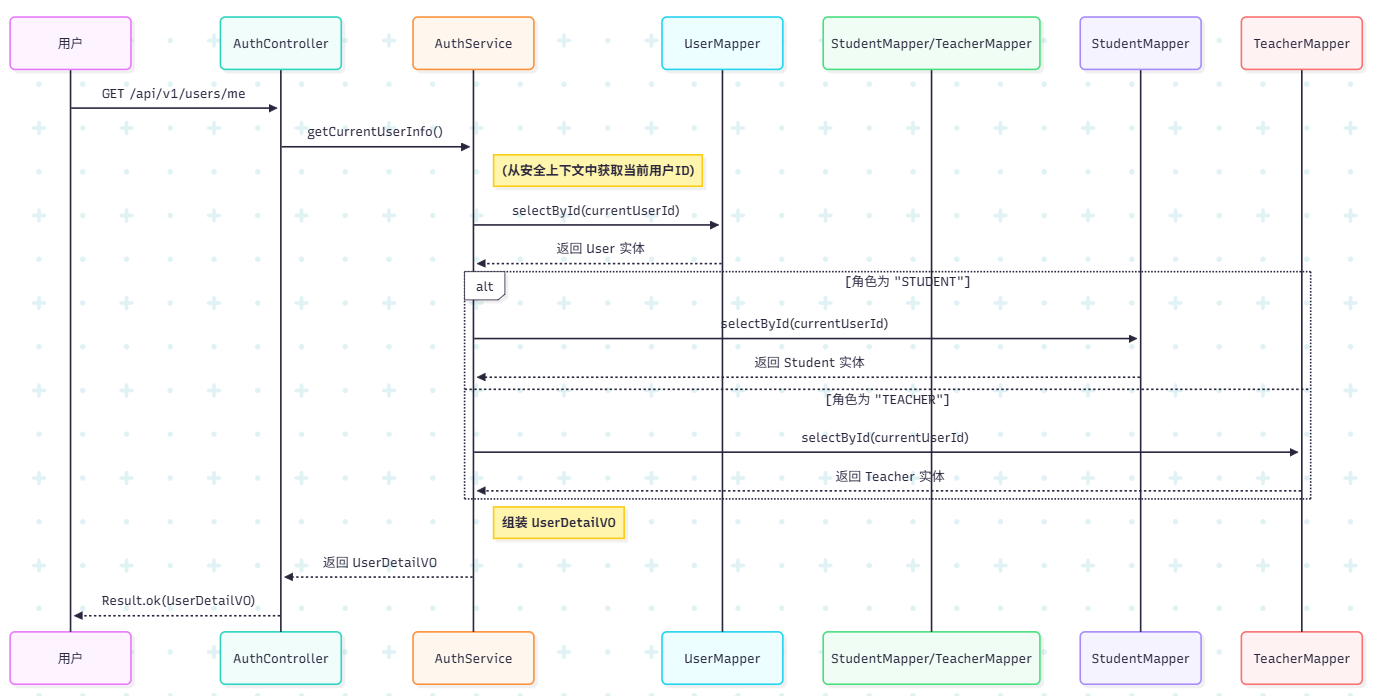 用户
AuthController
AuthService
UserMapper
StudentMapper/TeacherMapper
StudentMapper
TeacherMapper
GET /api/v1/users/me
getCurrentUserInfo()
(从安全上下文中获取当前用户ID)
selectById(currentUserId)
返回 User 实体
alt
[角色为 "STUDENT"]
selectById(currentUserId)
返回 Student 实体
[角色为 "TEACHER"]
selectById(currentUserId)
返回 Teacher 实体
组装 UserDetailVO
返回 UserDetailVO
Result.ok(UserDetailVO)
用户
AuthController
AuthService
UserMapper
StudentMapper/TeacherMapper
StudentMapper
TeacherMapper